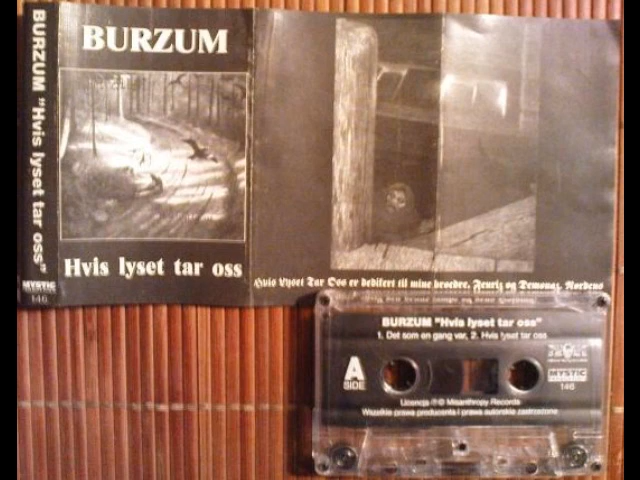 BURZUM "Hvis lyset tar oss"
MYSTIC
146
BURZUM
Hvis lyset tar oss
Hvis Lyset Tar Oss er dedikert til mine broedre, Fenriz og Demonaz, Nordens
BURZUM "Hvis lyset tar oss"
1. Det som en gang var, 2. Hvis lyset tar oss
A
SIDE
MYSTIC
146
Licencja ℗© Misanthropy Records
Wszelkie prawa producenta i prawa autorskie zastrzeżone